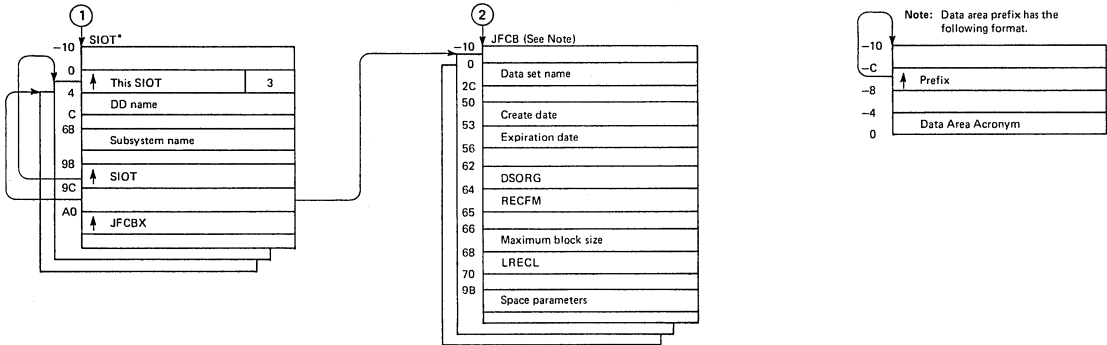 1
SIOT*
-10
0
This SIOT 3
4
DD name
C
68
Subsystem name
98
SIOT
9C
A0
JFCBX
2
JFCB (See Note)
-10
0
Data set name
2C
50
Create date
53
Expiration date
56
62
DSORG
64
RECFM
65
66
Maximum block size
68
LRECL
70
9B
Space parameters
Note: Data area prefix has the
following format.
-10
-C
Prefix
-8
-4
Data Area Acronym
0